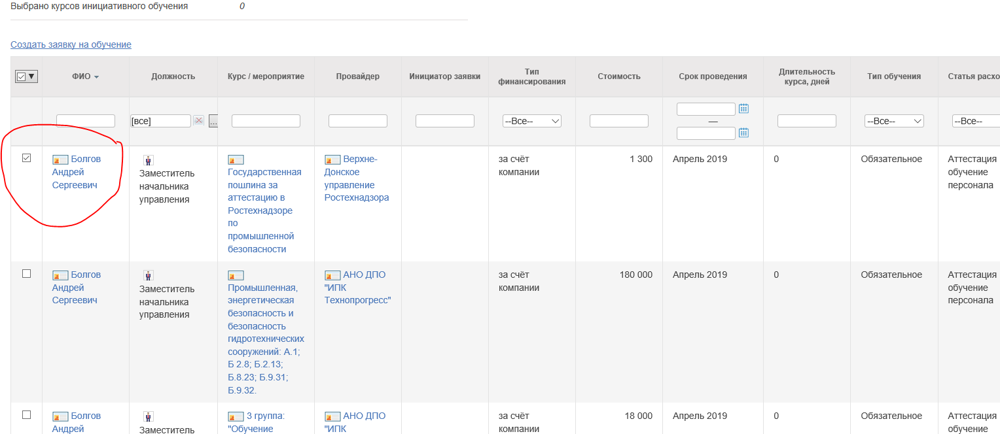 Выбрано курсов инициативного обучения 0
Создать заявку на обучение
ФИО Должность Курс / мероприятие Провайдер Инициатор заявки Тип финансирования Стоимость Срок проведения Длительность курса, дней Тип обучения Статья расхо
[все] ... --Все-- — --Все-- --Все--
Болгов Андрей Сергеевич
Заместитель начальника управления
Государственная пошлина за аттестацию в Ростехнадзоре по промышленной безопасности
Верхне-Донское управление Ростехнадзора
за счёт компании
1 300
Апрель 2019
0
Обязательное
Аттестация обучение персонала
Болгов Андрей Сергеевич
Заместитель начальника управления
Промышленная, энергетическая безопасность и безопасность гидротехнических сооружений: А.1; Б 2.8; Б.2.13; Б.8.23; Б.9.31; Б.9.32.
АНО ДПО "ИПК Технопрогресс"
за счёт компании
180 000
Апрель 2019
0
Обязательное
Аттестация обучение персонала
Болгов Андрей
Заместитель
3 группа: "Обучение
АНО ДПО "ИПК
за счёт компании
18 000
Апрель 2019
0
Обязательное
Аттестация обучение